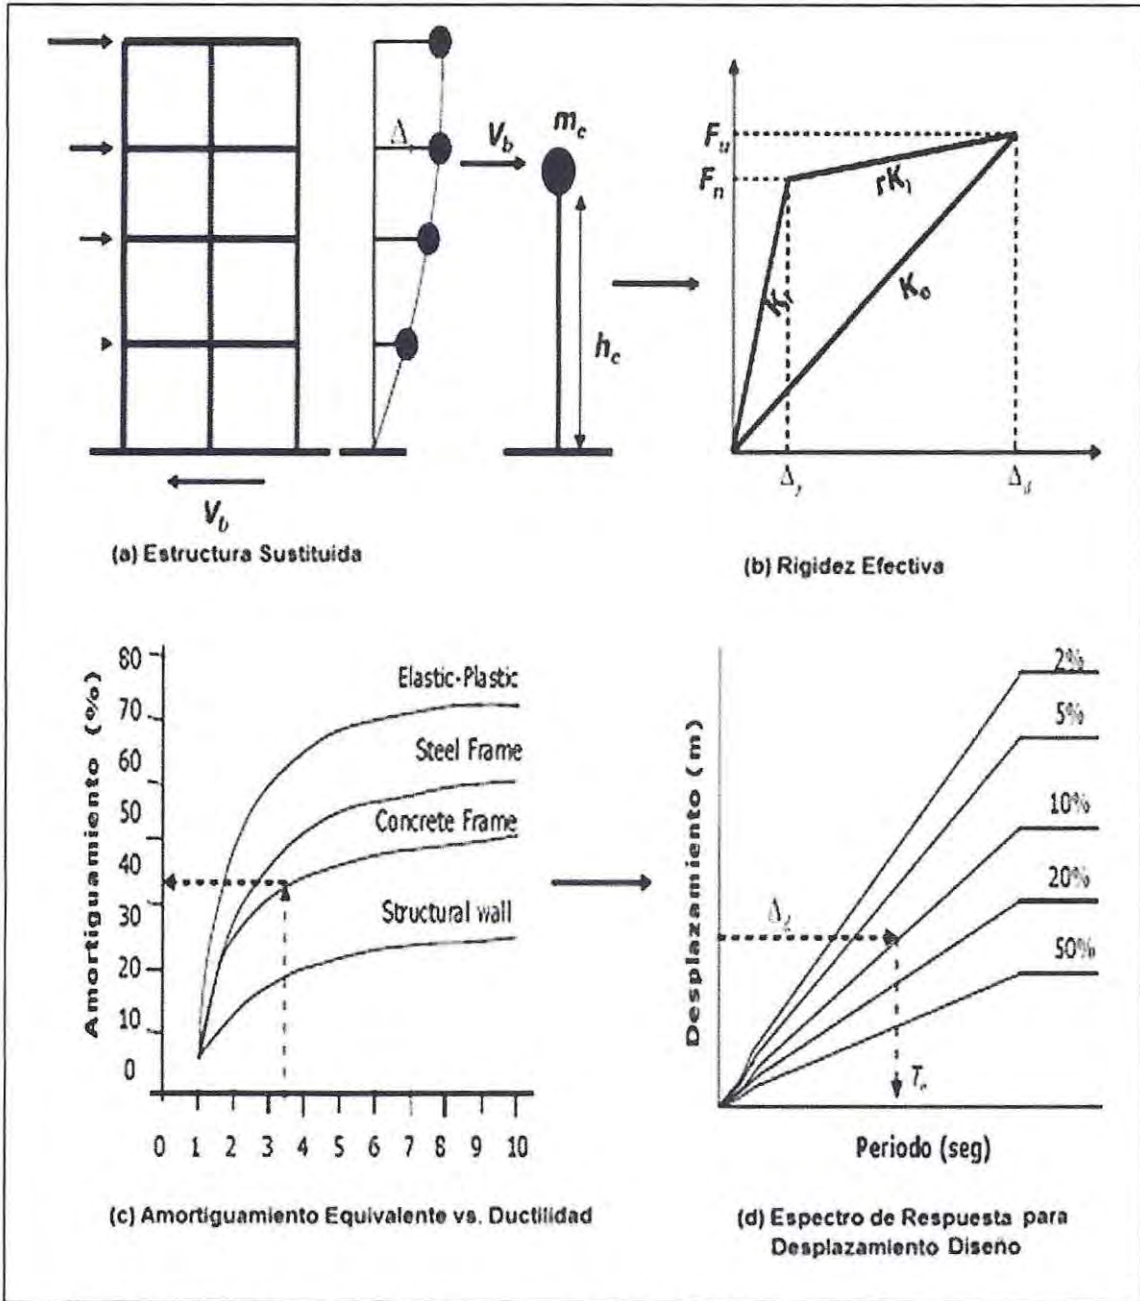 Δ
V_b
m_e
h_e
V_b
(a) Estructura Sustituida
F_u
F_n
rK_1
K_1
K_e
Δ_y
Δ_d
(b) Rigidez Efectiva
Amortiguamiento (%)
80
70
60
50
40
30
20
10
0
Elastic-Plastic
Steel Frame
Concrete Frame
Structural wall
0 1 2 3 4 5 6 7 8 9 10
(c) Amortiguamiento Equivalente vs. Ductilidad
Desplazamiento (m)
2%
5%
10%
20%
50%
Δ_d
T_e
Periodo (seg)
(d) Espectro de Respuesta para
Desplazamiento Diseño